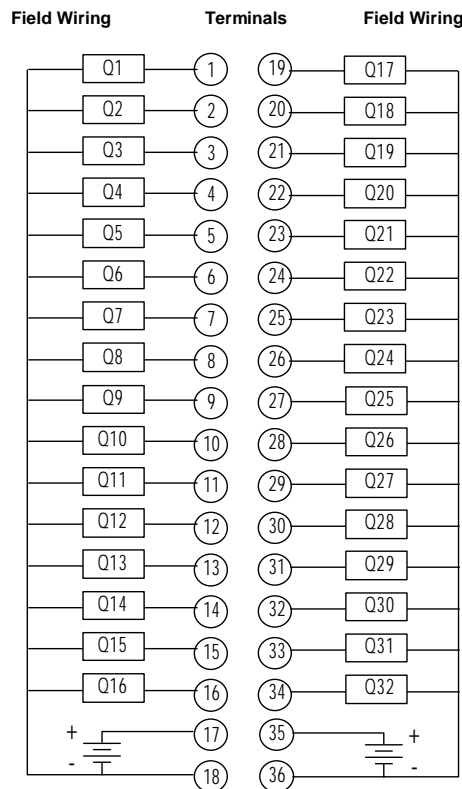 Field Wiring Terminals Field Wiring
Q1 1 19 Q17
Q2 2 20 Q18
Q3 3 21 Q19
Q4 4 22 Q20
Q5 5 23 Q21
Q6 6 24 Q22
Q7 7 25 Q23
Q8 8 26 Q24
Q9 9 27 Q25
Q10 10 28 Q26
Q11 11 29 Q27
Q12 12 30 Q28
Q13 13 31 Q29
Q14 14 32 Q30
Q15 15 33 Q31
Q16 16 34 Q32
+ 17 35 +
- 18 36 -